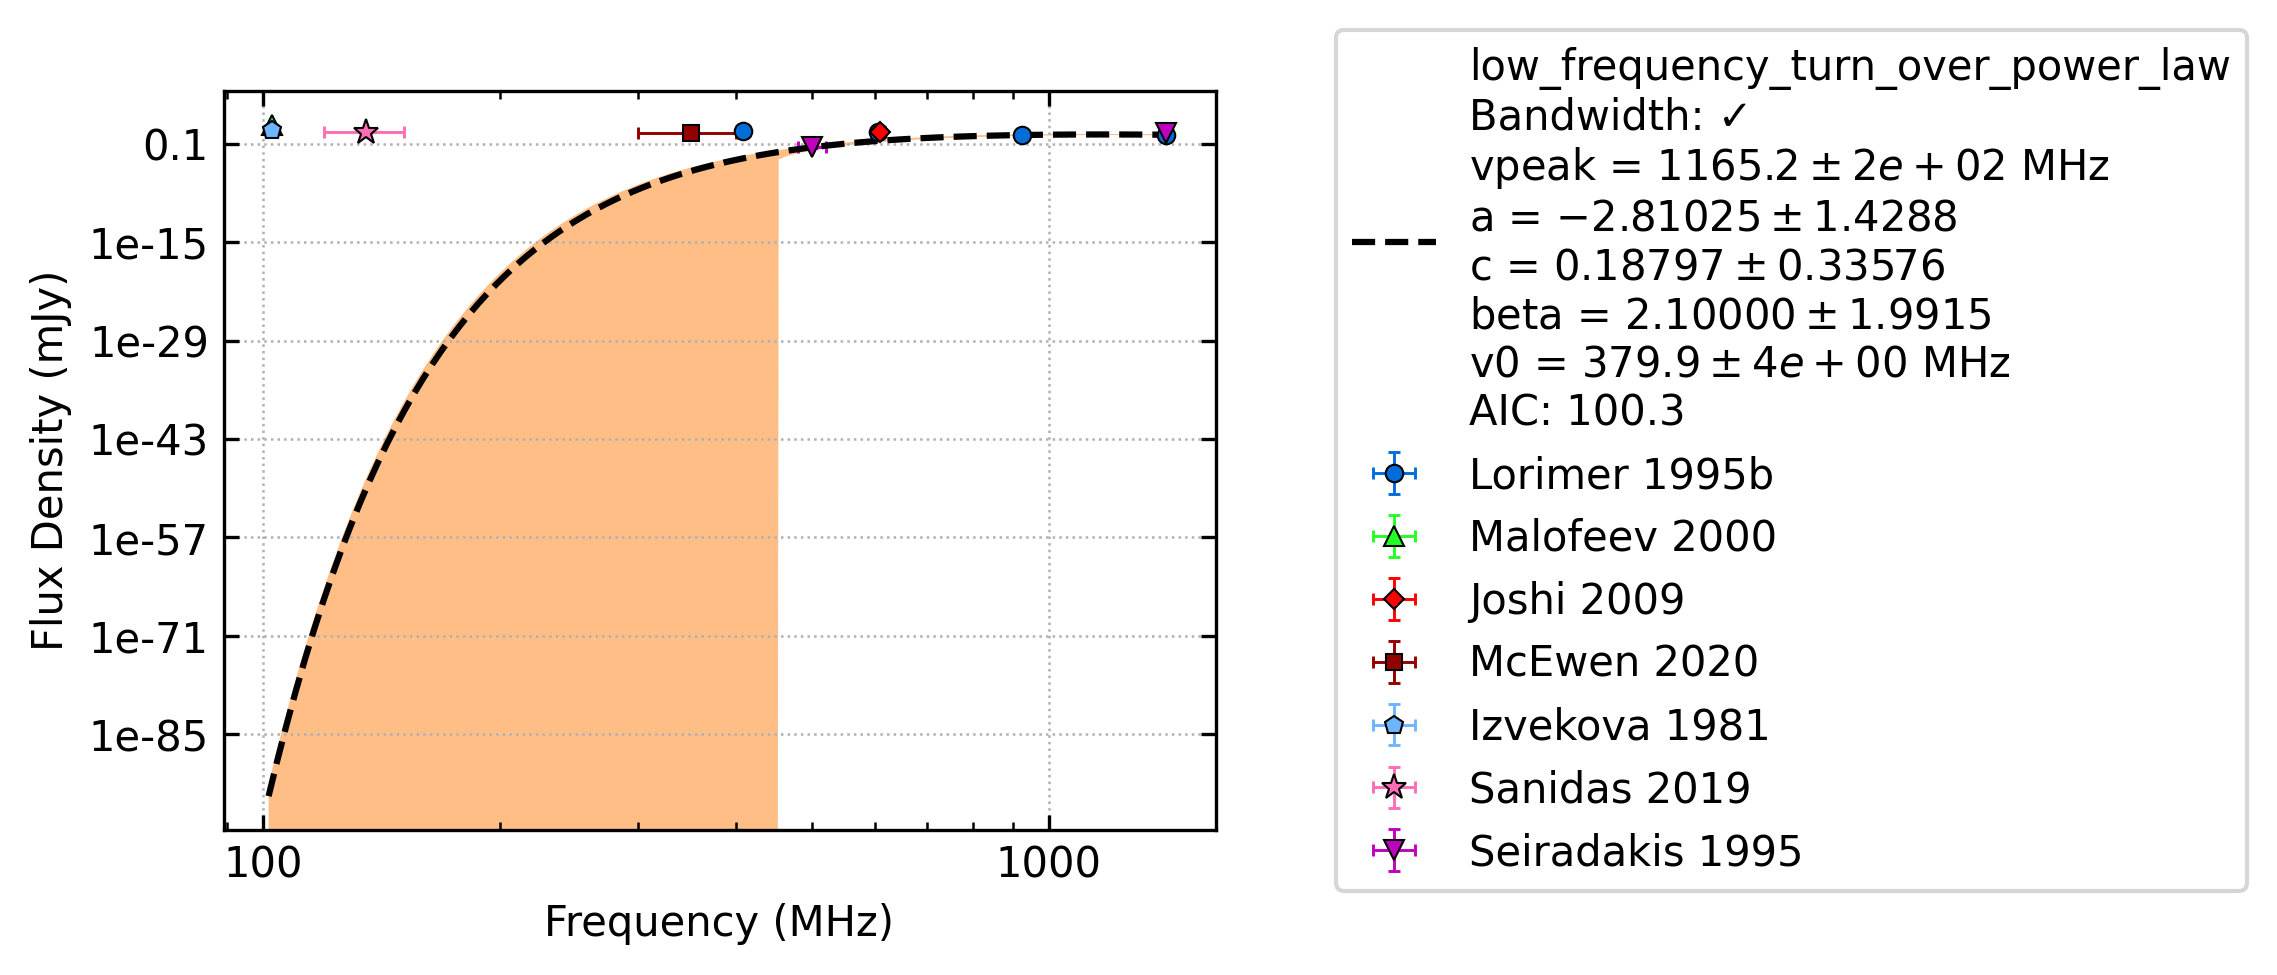 0.1
1e-15
1e-29
1e-43
1e-57
1e-71
1e-85
Flux Density (mJy)
100
1000
Frequency (MHz)
low_frequency_turn_over_power_law
Bandwidth: ✓
vpeak = 1165.2 ± 2e + 02 MHz
a = −2.81025 ± 1.4288
c = 0.18797 ± 0.33576
beta = 2.10000 ± 1.9915
v0 = 379.9 ± 4e + 00 MHz
AIC: 100.3
Lorimer 1995b
Malofeev 2000
Joshi 2009
McEwen 2020
Izvekova 1981
Sanidas 2019
Seiradakis 1995